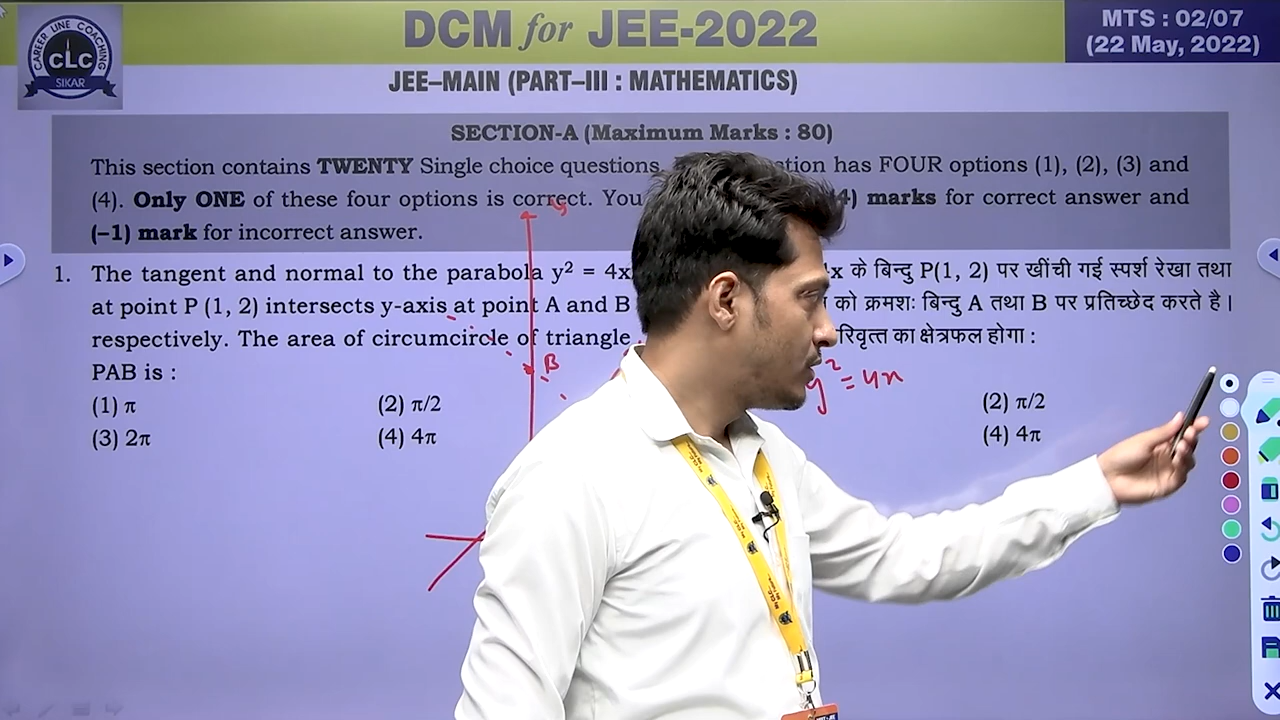 CAREER LINE COACHING
CLC
SIKAR
DCM for JEE-2022
MTS : 02/07
(22 May, 2022)
JEE–MAIN (PART–III : MATHEMATICS)
SECTION-A (Maximum Marks : 80)
This section contains TWENTY Single choice questions. tion has FOUR options (1), (2), (3) and
(4). Only ONE of these four options is correct. You 4) marks for correct answer and
(–1) mark for incorrect answer.
1. The tangent and normal to the parabola y² = 4x
at point P (1, 2) intersects y-axis at point A and B
respectively. The area of circumcircle of triangle
PAB is :
(1) π (2) π/2
(3) 2π (4) 4π
x के बिन्दु P(1, 2) पर खींची गई स्पर्श रेखा तथा
को क्रमशः बिन्दु A तथा B पर प्रतिच्छेद करते है।
रिवृत्त का क्षेत्रफल होगा :
(2) π/2
(4) 4π
B
y² = 4x